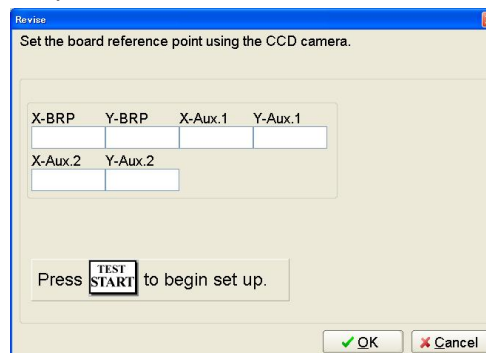 Revise
Set the board reference point using the CCD camera.
X-BRP Y-BRP X-Aux.1 Y-Aux.1
X-Aux.2 Y-Aux.2
Press TEST START to begin set up.
OK Cancel